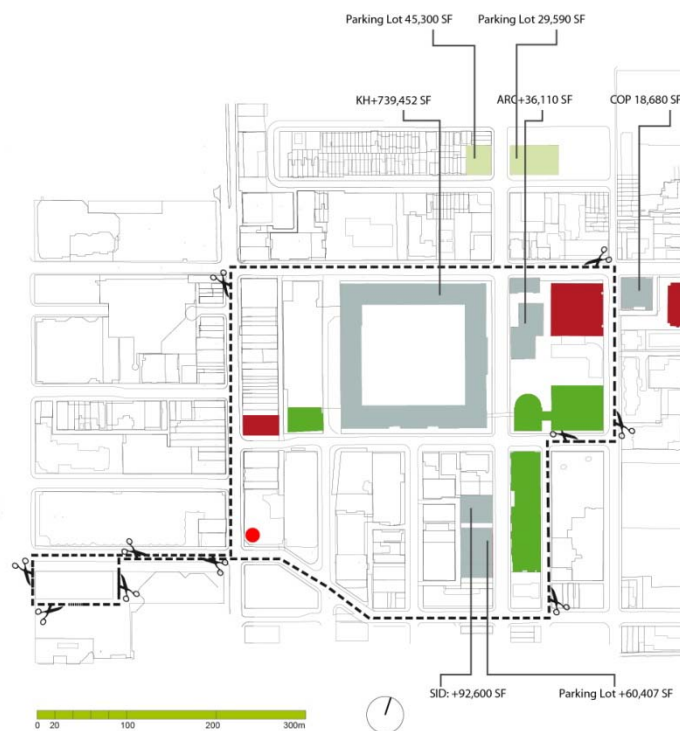 Parking Lot 45,300 SF
Parking Lot 29,590 SF
KH+739,452 SF
ARC+36,110 SF
COP 18,680 SF
SID: +92,600 SF
Parking Lot +60,407 SF
0 20 100 200 300m